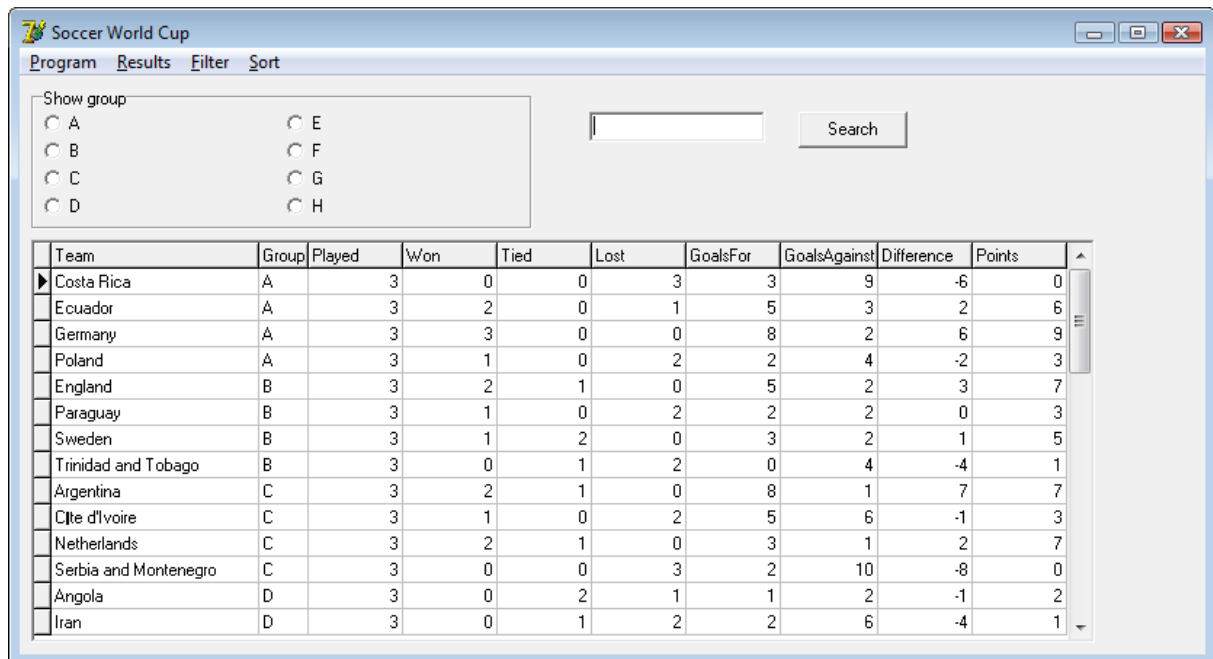 Soccer World Cup
Program Results Filter Sort
Show group
A E
B F
C G
D H
Search
Team Group Played Won Tied Lost GoalsFor GoalsAgainst Difference Points
Costa Rica A 3 0 0 3 3 9 -6 0
Ecuador A 3 2 0 1 5 3 2 6
Germany A 3 3 0 0 8 2 6 9
Poland A 3 1 0 2 2 4 -2 3
England B 3 2 1 0 5 2 3 7
Paraguay B 3 1 0 2 2 2 0 3
Sweden B 3 1 2 0 3 2 1 5
Trinidad and Tobago B 3 0 1 2 0 4 -4 1
Argentina C 3 2 1 0 8 1 7 7
C‖te d'Ivoire C 3 1 0 2 5 6 -1 3
Netherlands C 3 2 1 0 3 1 2 7
Serbia and Montenegro C 3 0 0 3 2 10 -8 0
Angola D 3 0 2 1 1 2 -1 2
Iran D 3 0 1 2 2 6 -4 1